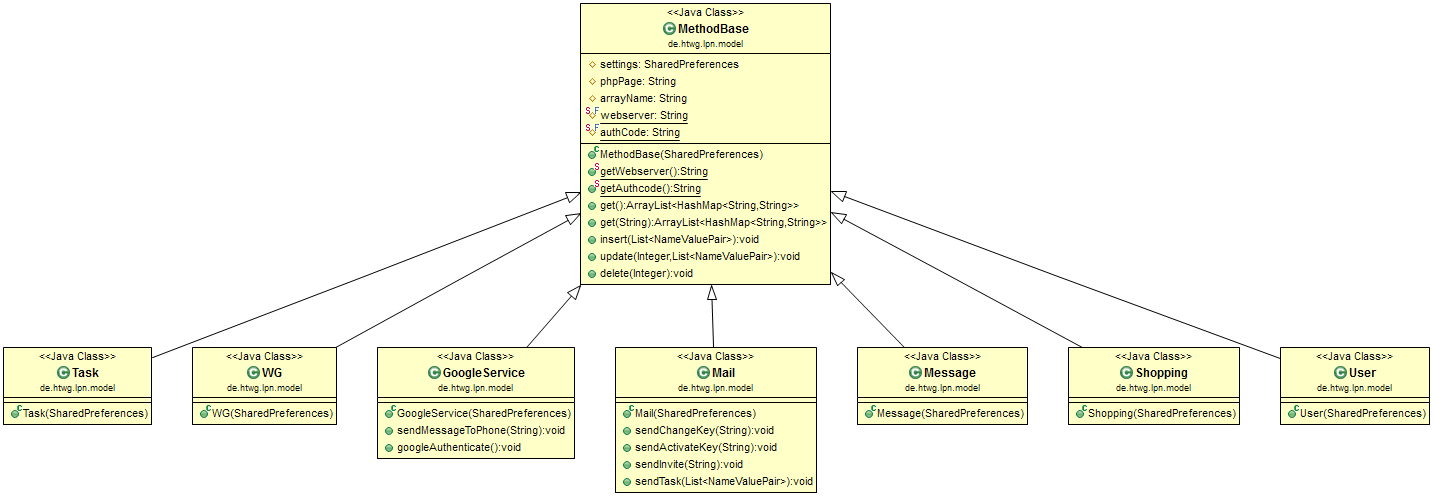 <<Java Class>>
MethodBase
de.htwg.lpn.model
settings: SharedPreferences
phpPage: String
arrayName: String
webserver: String
authCode: String
MethodBase(SharedPreferences)
getWebserver():String
getAuthcode():String
get():ArrayList<HashMap<String,String>>
get(String):ArrayList<HashMap<String,String>>
insert(List<NameValuePair>):void
update(Integer,List<NameValuePair>):void
delete(Integer):void
<<Java Class>>
Task
de.htwg.lpn.model
Task(SharedPreferences)
<<Java Class>>
WG
de.htwg.lpn.model
WG(SharedPreferences)
<<Java Class>>
GoogleService
de.htwg.lpn.model
GoogleService(SharedPreferences)
sendMessageToPhone(String):void
googleAuthenticate():void
<<Java Class>>
Mail
de.htwg.lpn.model
Mail(SharedPreferences)
sendChangeKey(String):void
sendActivateKey(String):void
sendInvite(String):void
sendTask(List<NameValuePair>):void
<<Java Class>>
Message
de.htwg.lpn.model
Message(SharedPreferences)
<<Java Class>>
Shopping
de.htwg.lpn.model
Shopping(SharedPreferences)
<<Java Class>>
User
de.htwg.lpn.model
User(SharedPreferences)